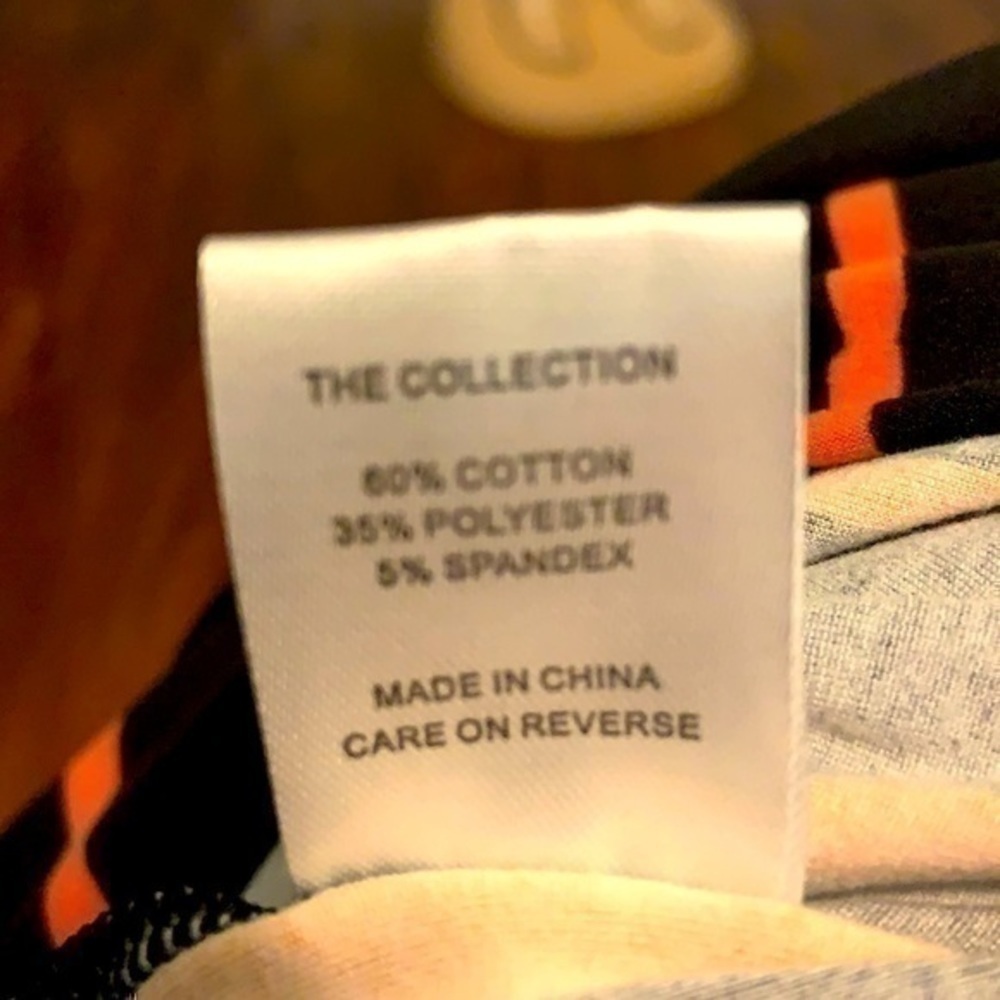 THE COLLECTION
60% COTTON
35% POLYESTER
5% SPANDEX
MADE IN CHINA
CARE ON REVERSE